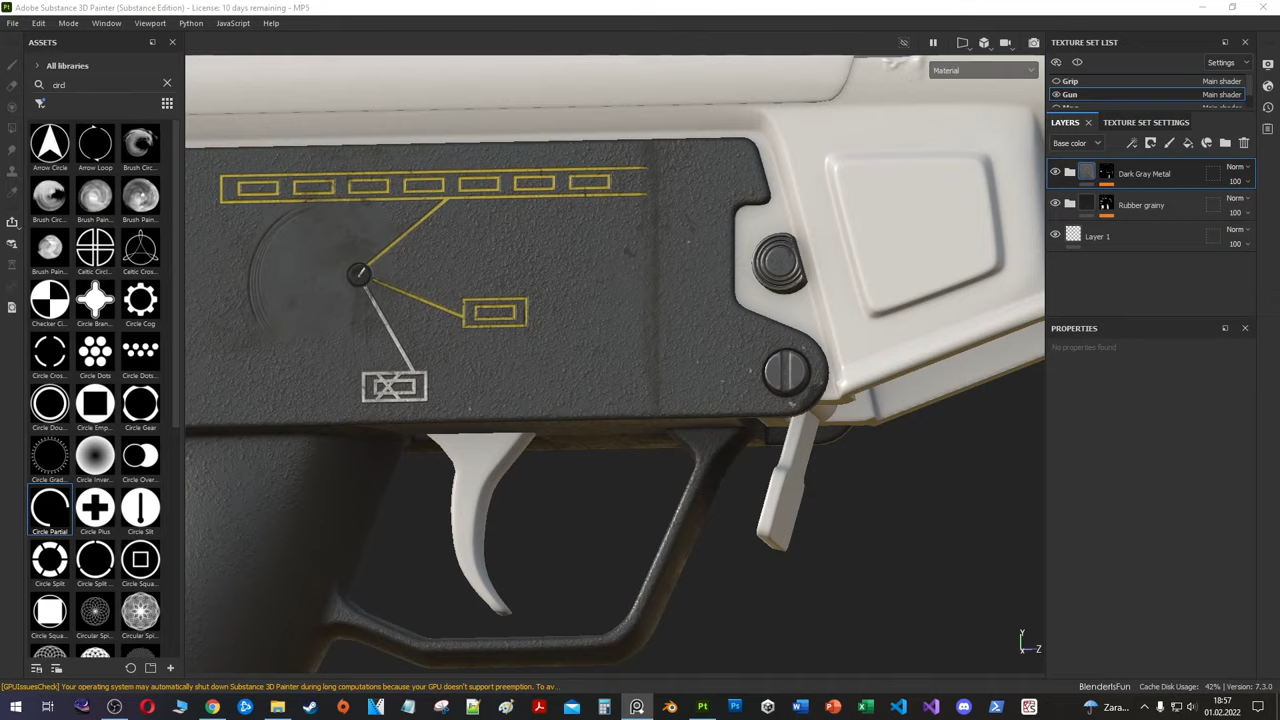 Pt Adobe Substance 3D Painter (Substance Edition) - License: 10 days remaining - MP5
File Edit Mode Window Viewport Python JavaScript Help
ASSETS
All libraries
circl
Arrow Circle Arrow Loop Brush Circ...
Brush Circ... Brush Pain... Brush Pain...
Brush Pain... Celtic Circl... Celtic Cros...
Checker Ci... Circle Bran... Circle Cog
Circle Cros... Circle Dots Circle Dots...
Circle Dou... Circle Emp... Circle Gear
Circle Grad... Circle Inver... Circle Over...
Circle Partial Circle Plus Circle Slit
Circle Split Circle Split ... Circle Squa...
Circle Squa... Circular Spi... Circular Spi...
Material
TEXTURE SET LIST
Settings
Grip Main shader
Gun Main shader
LAYERS TEXTURE SET SETTINGS
Base color
Dark Gray Metal Norm 100
Rubber grainy Norm 100
Layer 1 Norm 100
PROPERTIES
No properties found
Y
X Z
[GPUIssuesCheck] Your operating system may automatically shut down Substance 3D Painter during long computations because your GPU doesn't support preemption. To av...
BlenderIsFun Cache Disk Usage: 42% | Version: 7.3.0
Zara... 18:57
01.02.2022